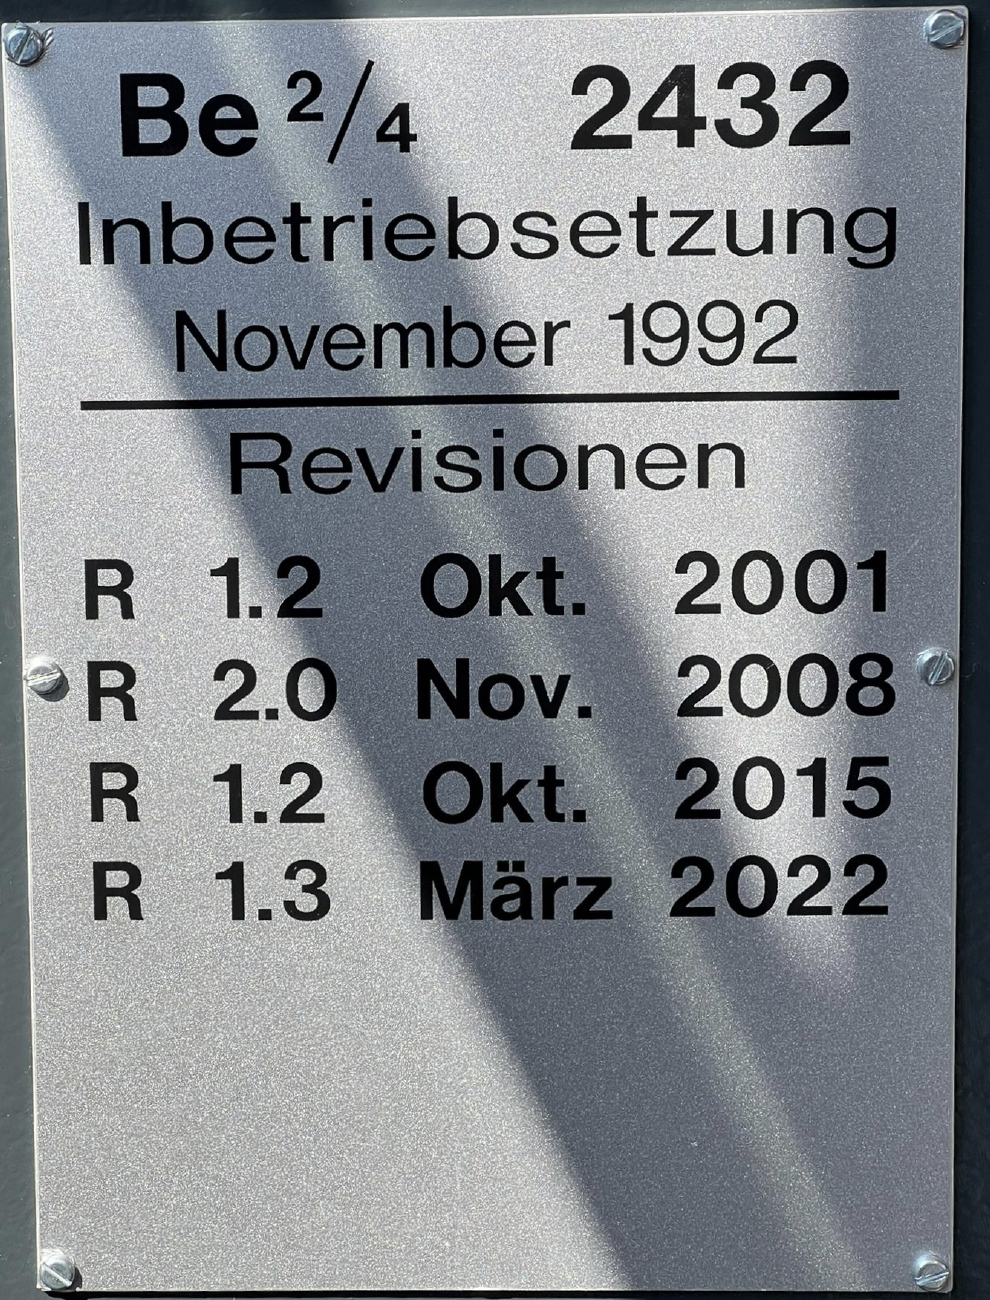 Be 2/4 2432
Inbetriebsetzung
November 1992
Revisionen
R 1.2 Okt. 2001
R 2.0 Nov. 2008
R 1.2 Okt. 2015
R 1.3 März 2022